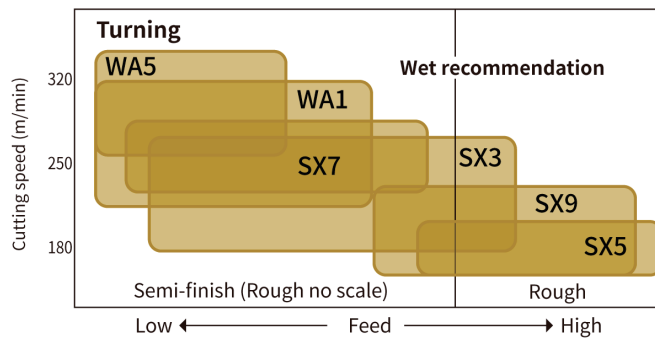 Turning
WA5
Wet recommendation
320
WA1
Cutting speed (m/min)
250
SX7
SX3
SX9
180
SX5
Semi-finish (Rough no scale)
Rough
Low
Feed
High